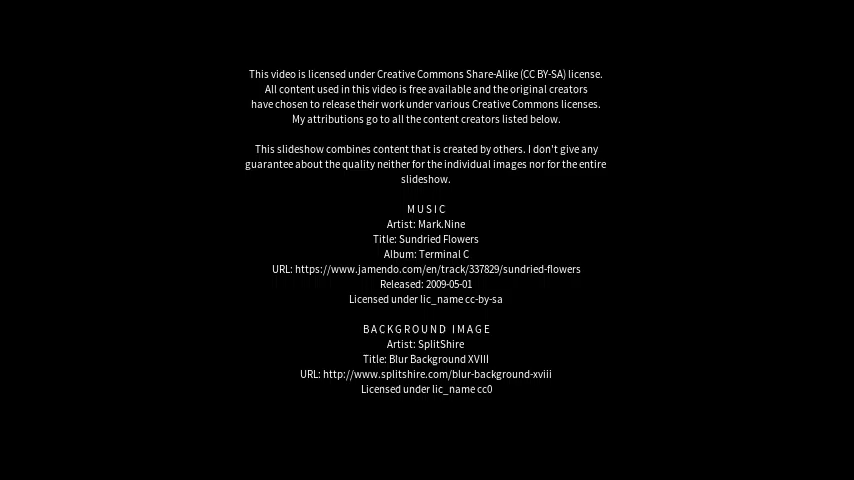 This video is licensed under Creative Commons Share-Alike (CC BY-SA) license.
All content used in this video is free available and the original creators
have chosen to release their work under various Creative Commons licenses.
My attributions go to all the content creators listed below.
This slideshow combines content that is created by others. I don't give any
guarantee about the quality neither for the individual images nor for the entire
slideshow.
MUSIC
Artist: Mark.Nine
Title: Sundried Flowers
Album: Terminal C
URL: https://www.jamendo.com/en/track/337829/sundried-flowers
Released: 2009-05-01
Licensed under lic_name cc-by-sa
BACKGROUND IMAGE
Artist: SplitShire
Title: Blur Background XVIII
URL: http://www.splitshire.com/blur-background-xviii
Licensed under lic_name cc0